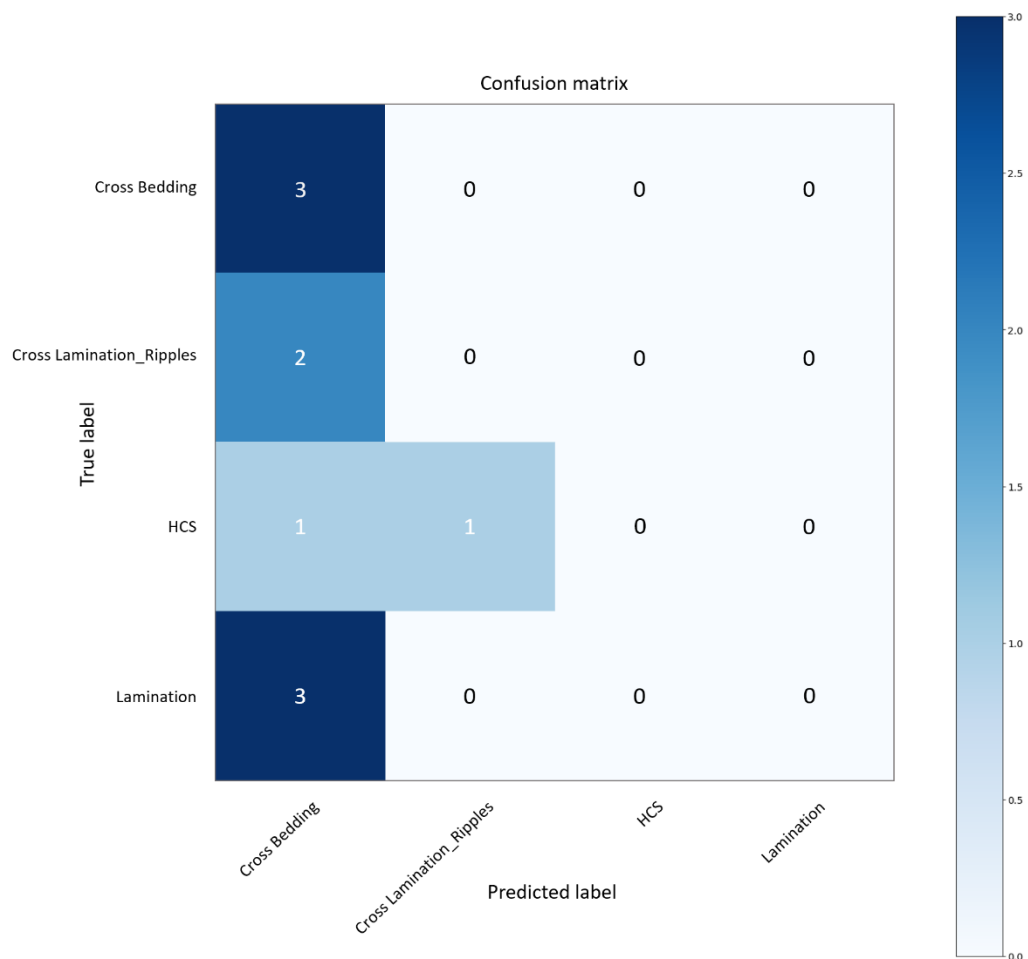 Confusion matrix
3.0
2.5
2.0
1.5
1.0
0.5
0.0
True label
Cross Bedding 3 0 0 0
Cross Lamination_Ripples 2 0 0 0
HCS 1 1 0 0
Lamination 3 0 0 0
Cross Bedding
Cross Lamination_Ripples
HCS
Lamination
Predicted label